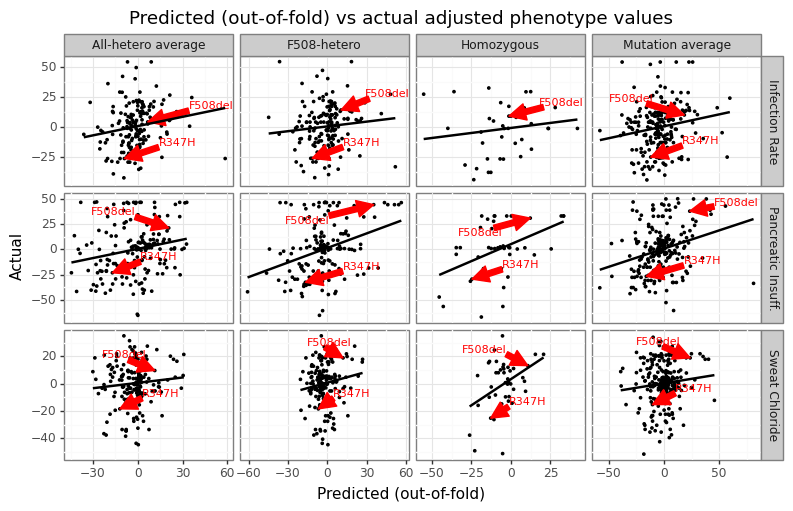 Predicted (out-of-fold) vs actual adjusted phenotype values
All-hetero average F508-hetero Homozygous Mutation average
50
25
0
−25
F508del
R347H
F508del
R347H
F508del
R347H
F508del
R347H
Infection Rate
50
25
0
−25
−50
F508del
R347H
F508del
R347H
F508del
R347H
F508del
R347H
Pancreatic Insuff.
20
0
−20
−40
F508del
R347H
F508del
R347H
F508del
R347H
F508del
R347H
Sweat Chloride
Actual
−30 0 30 60 −60 −30 0 30 60 −50 −25 0 25 −50 0 50
Predicted (out-of-fold)